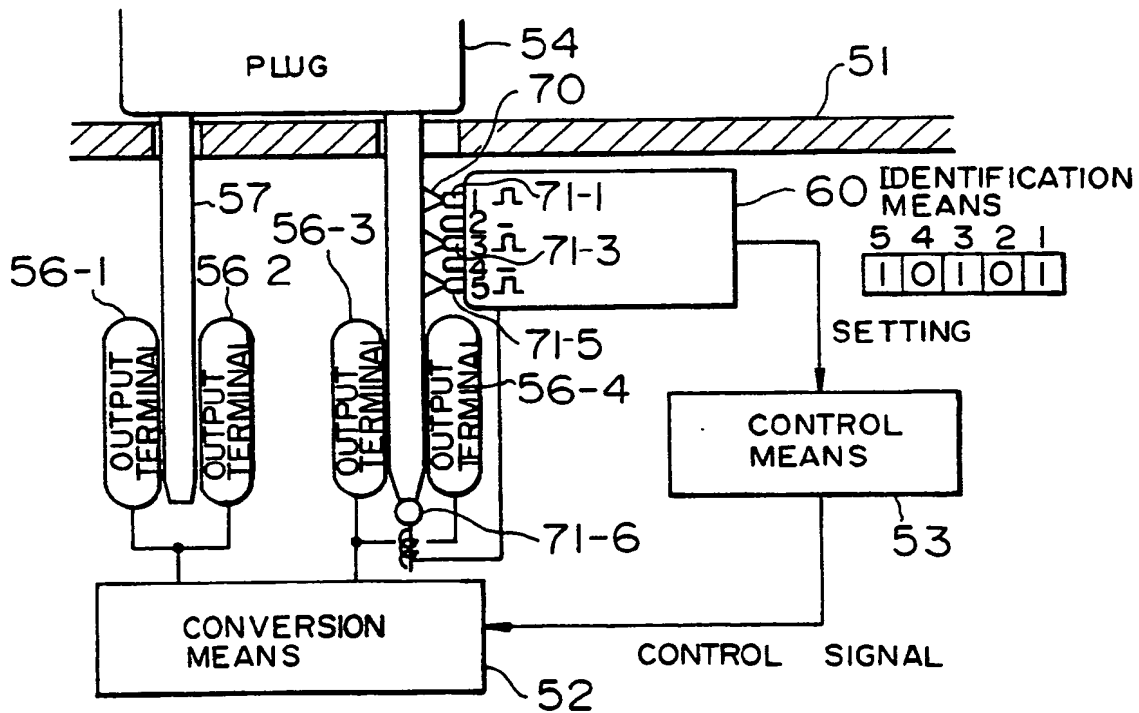 PLUG
54
51
70
57
71-1
1
2
3
4
5
71-3
60
IDENTIFICATION
MEANS
5 4 3 2 1
1 0 1 0 1
56-1
56 2
56-3
71-5
56-4
SETTING
OUTPUT
TERMINAL
OUTPUT
TERMINAL
OUTPUT
TERMINAL
OUTPUT
TERMINAL
CONTROL
MEANS
53
71-6
CONVERSION
MEANS
52
CONTROL SIGNAL